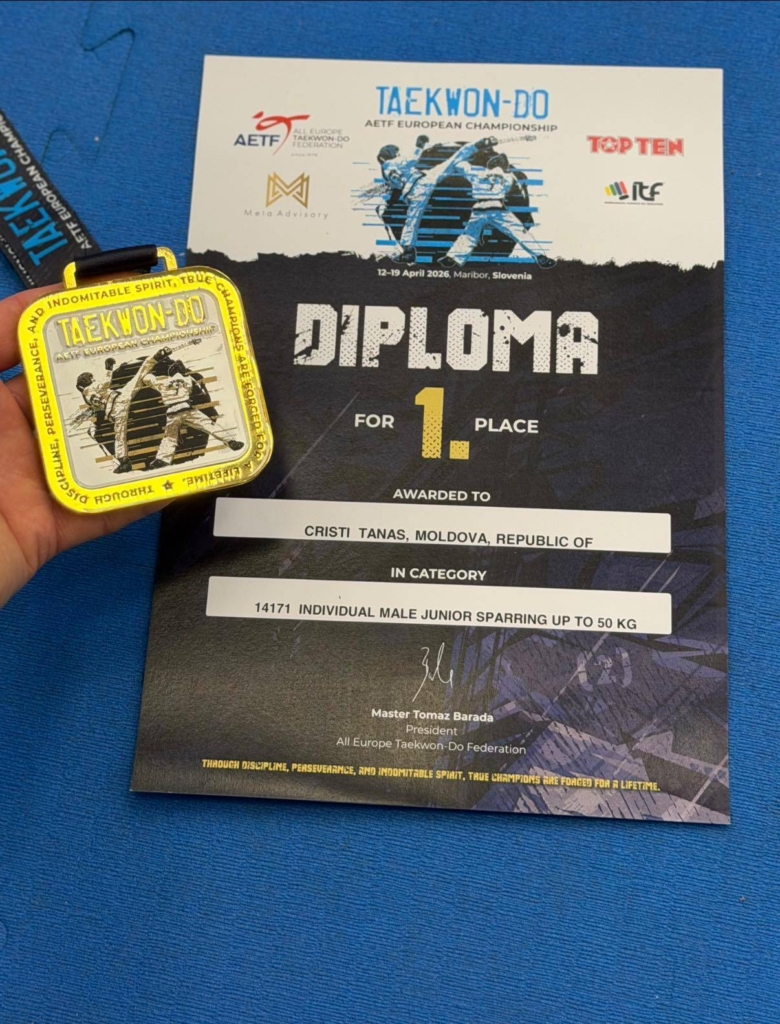 TAEKWON-DO
AETF EUROPEAN CHAMPIONSHIP
AETF
ALL EUROPE
TAEKWON-DO
FEDERATION
TOP TEN
Meta Advisory
ITF
12–19 April 2026, Maribor, Slovenia
DIPLOMA
FOR 1. PLACE
AWARDED TO
CRISTI TANAS, MOLDOVA, REPUBLIC OF
IN CATEGORY
14171 INDIVIDUAL MALE JUNIOR SPARRING UP TO 50 KG
Master Tomaz Barada
President
All Europe Taekwon-Do Federation
THROUGH DISCIPLINE, PERSEVERANCE, AND INDOMITABLE SPIRIT, TRUE CHAMPIONS ARE FORGED FOR A LIFETIME.
TAEKWON-DO
AETF EUROPEAN CHAMPIONSHIP
THROUGH DISCIPLINE, PERSEVERANCE, AND INDOMITABLE SPIRIT, TRUE CHAMPIONS ARE FORGED FOR A LIFETIME.
TAEKWON
AETF EUROPEAN CHAMPIO